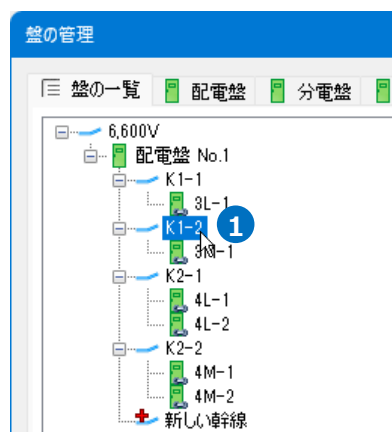 盤の管理
盤の一覧 配電盤 分電盤
6,600V
配電盤 No.1
K1-1
3L-1
K1-2 1
3M-1
K2-1
4L-1
4L-2
K2-2
4M-1
4M-2
新しい幹線